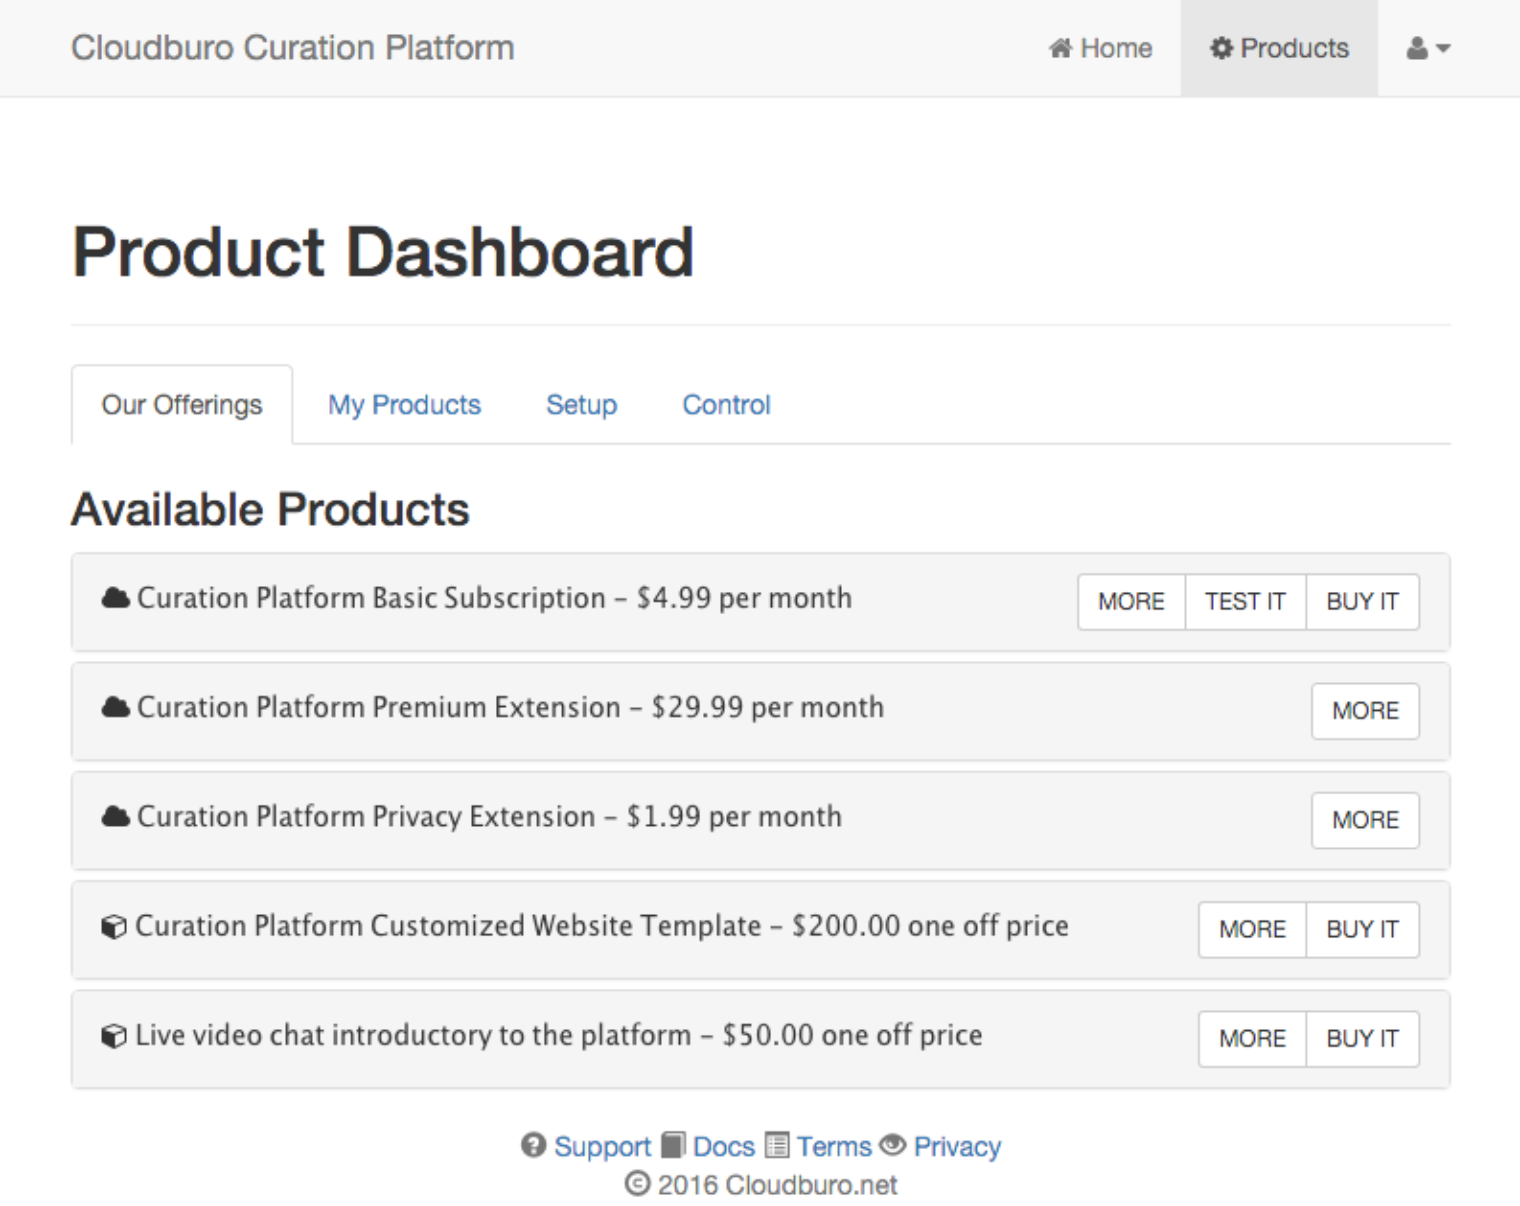 Cloudburo Curation Platform Home Products
Product Dashboard
Our Offerings My Products Setup Control
Available Products
Curation Platform Basic Subscription – $4.99 per month MORE TEST IT BUY IT
Curation Platform Premium Extension – $29.99 per month MORE
Curation Platform Privacy Extension – $1.99 per month MORE
Curation Platform Customized Website Template – $200.00 one off price MORE BUY IT
Live video chat introductory to the platform – $50.00 one off price MORE BUY IT
Support Docs Terms Privacy
© 2016 Cloudburo.net